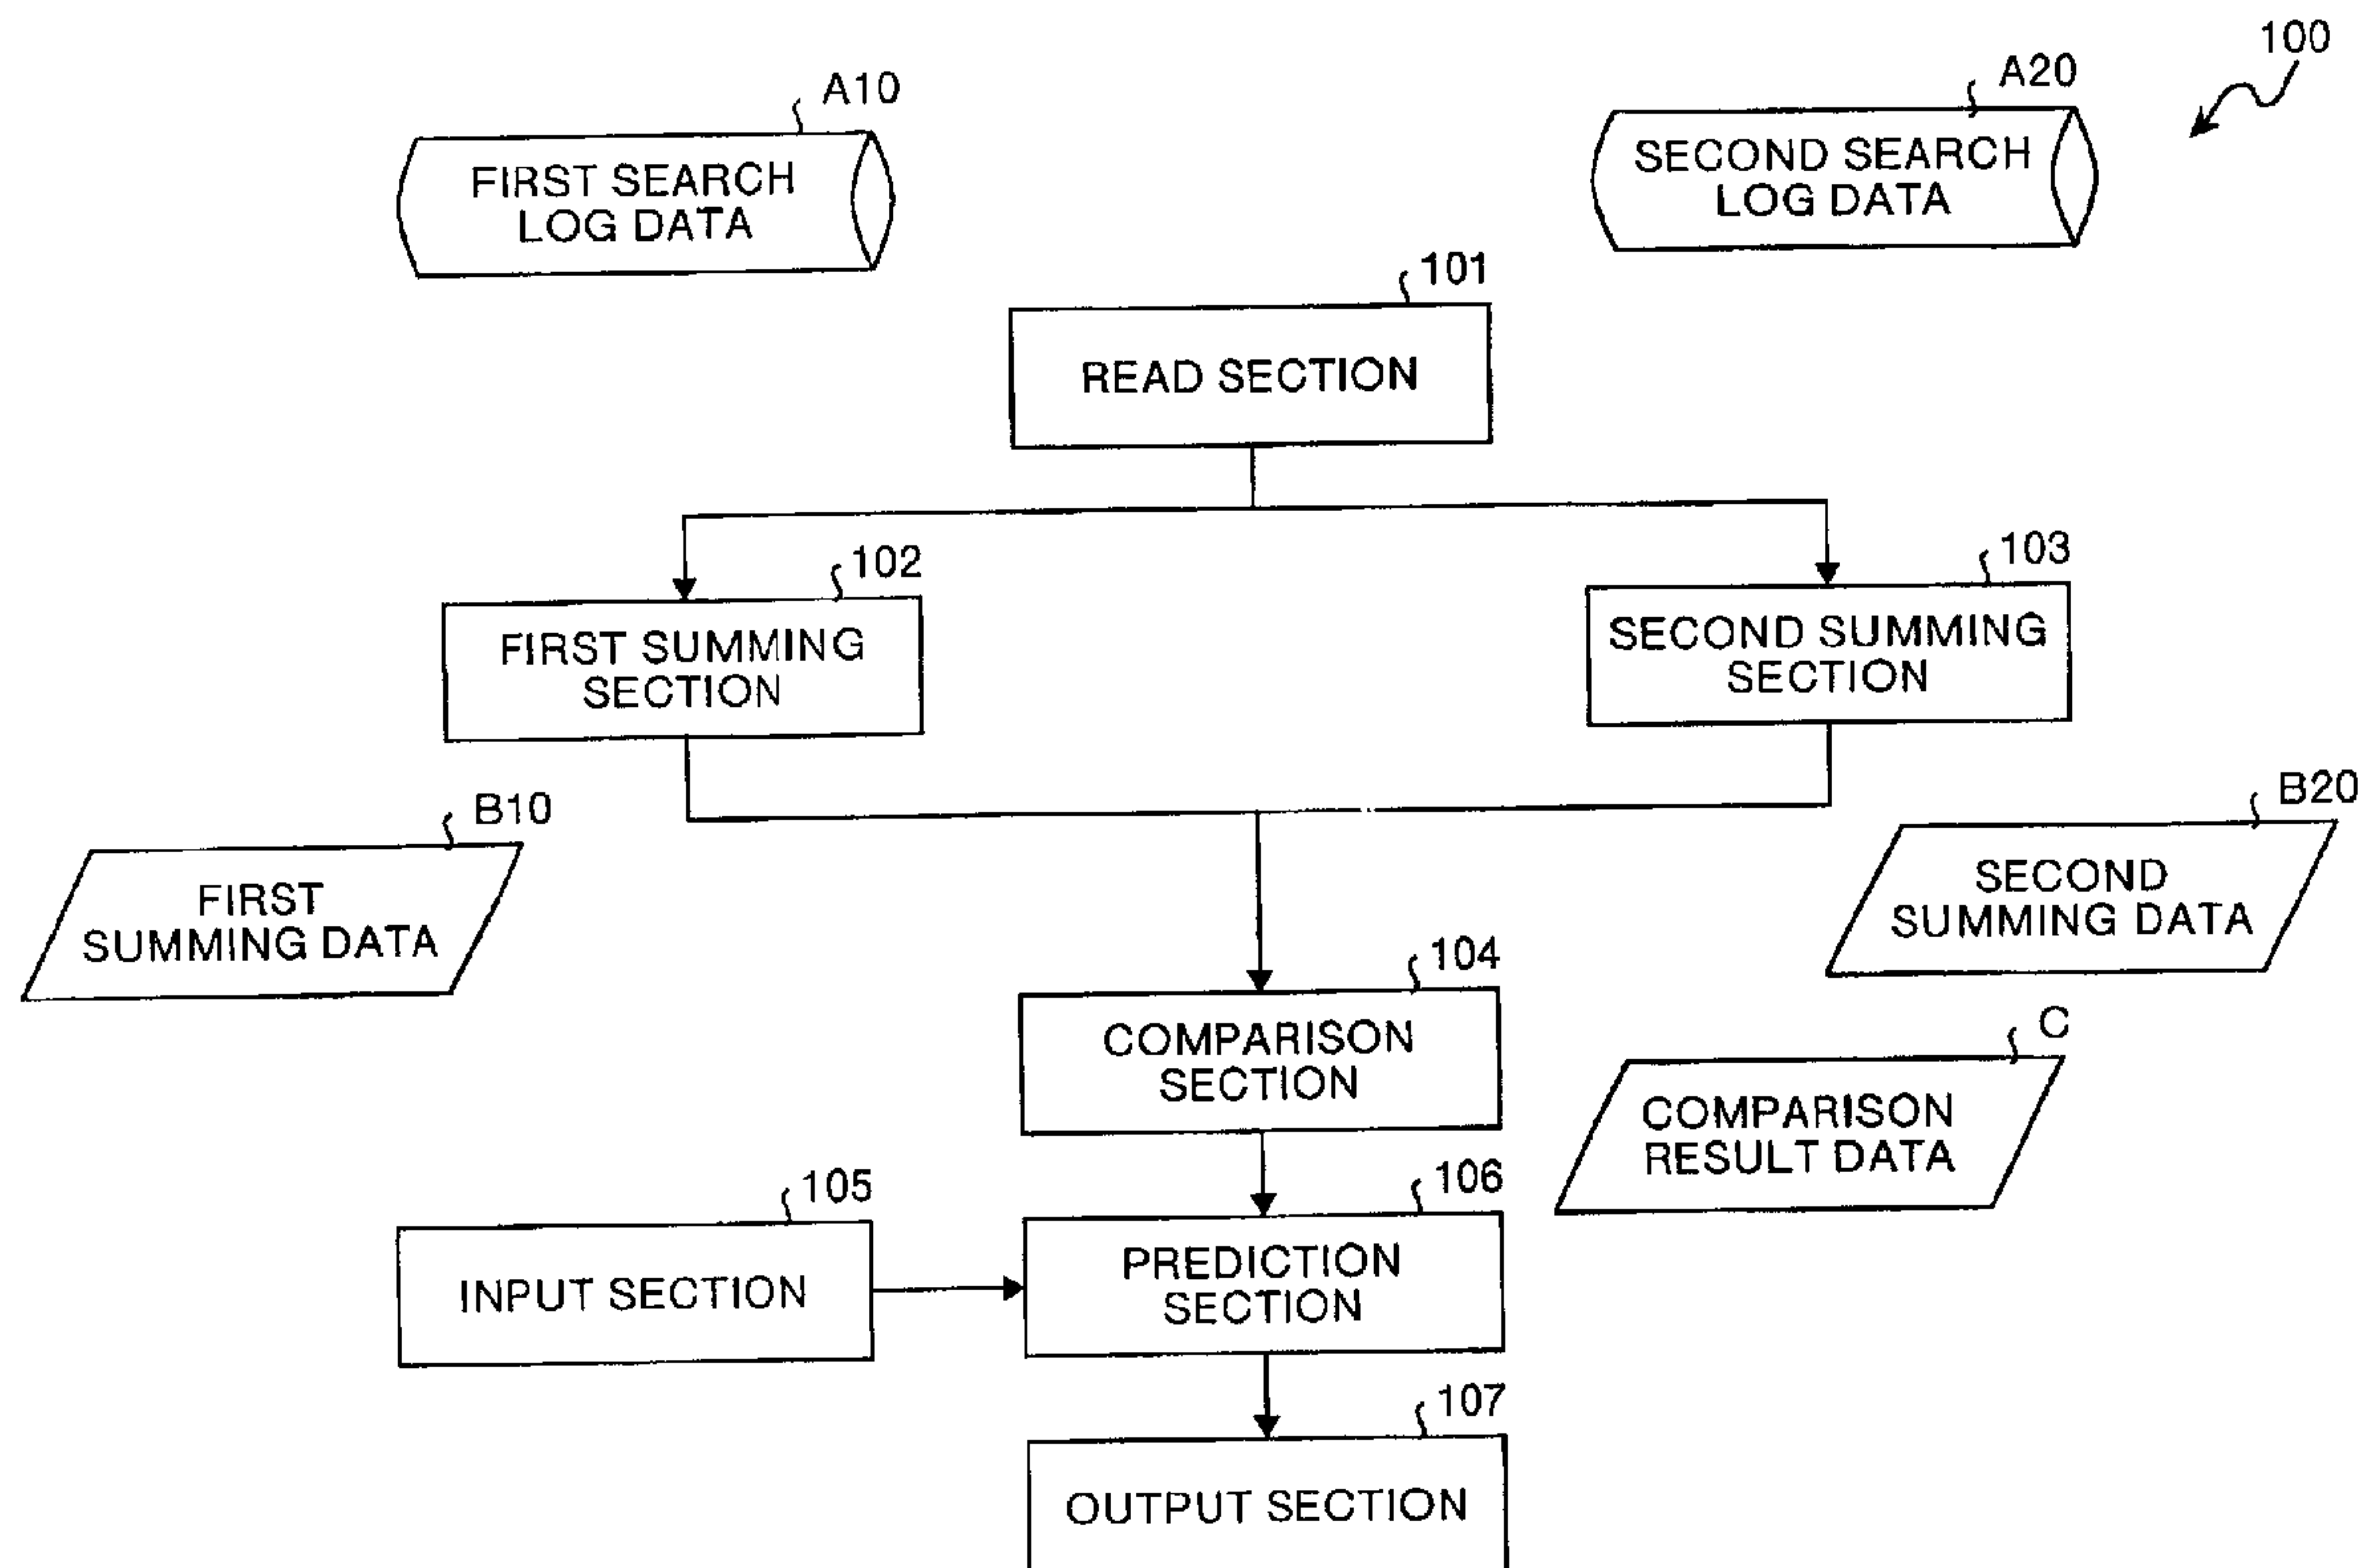 100
A10
FIRST SEARCH
LOG DATA
A20
SECOND SEARCH
LOG DATA
101
READ SECTION
102
FIRST SUMMING
SECTION
103
SECOND SUMMING
SECTION
B10
FIRST
SUMMING DATA
B20
SECOND
SUMMING DATA
104
COMPARISON
SECTION
C
COMPARISON
RESULT DATA
105
INPUT SECTION
106
PREDICTION
SECTION
107
OUTPUT SECTION